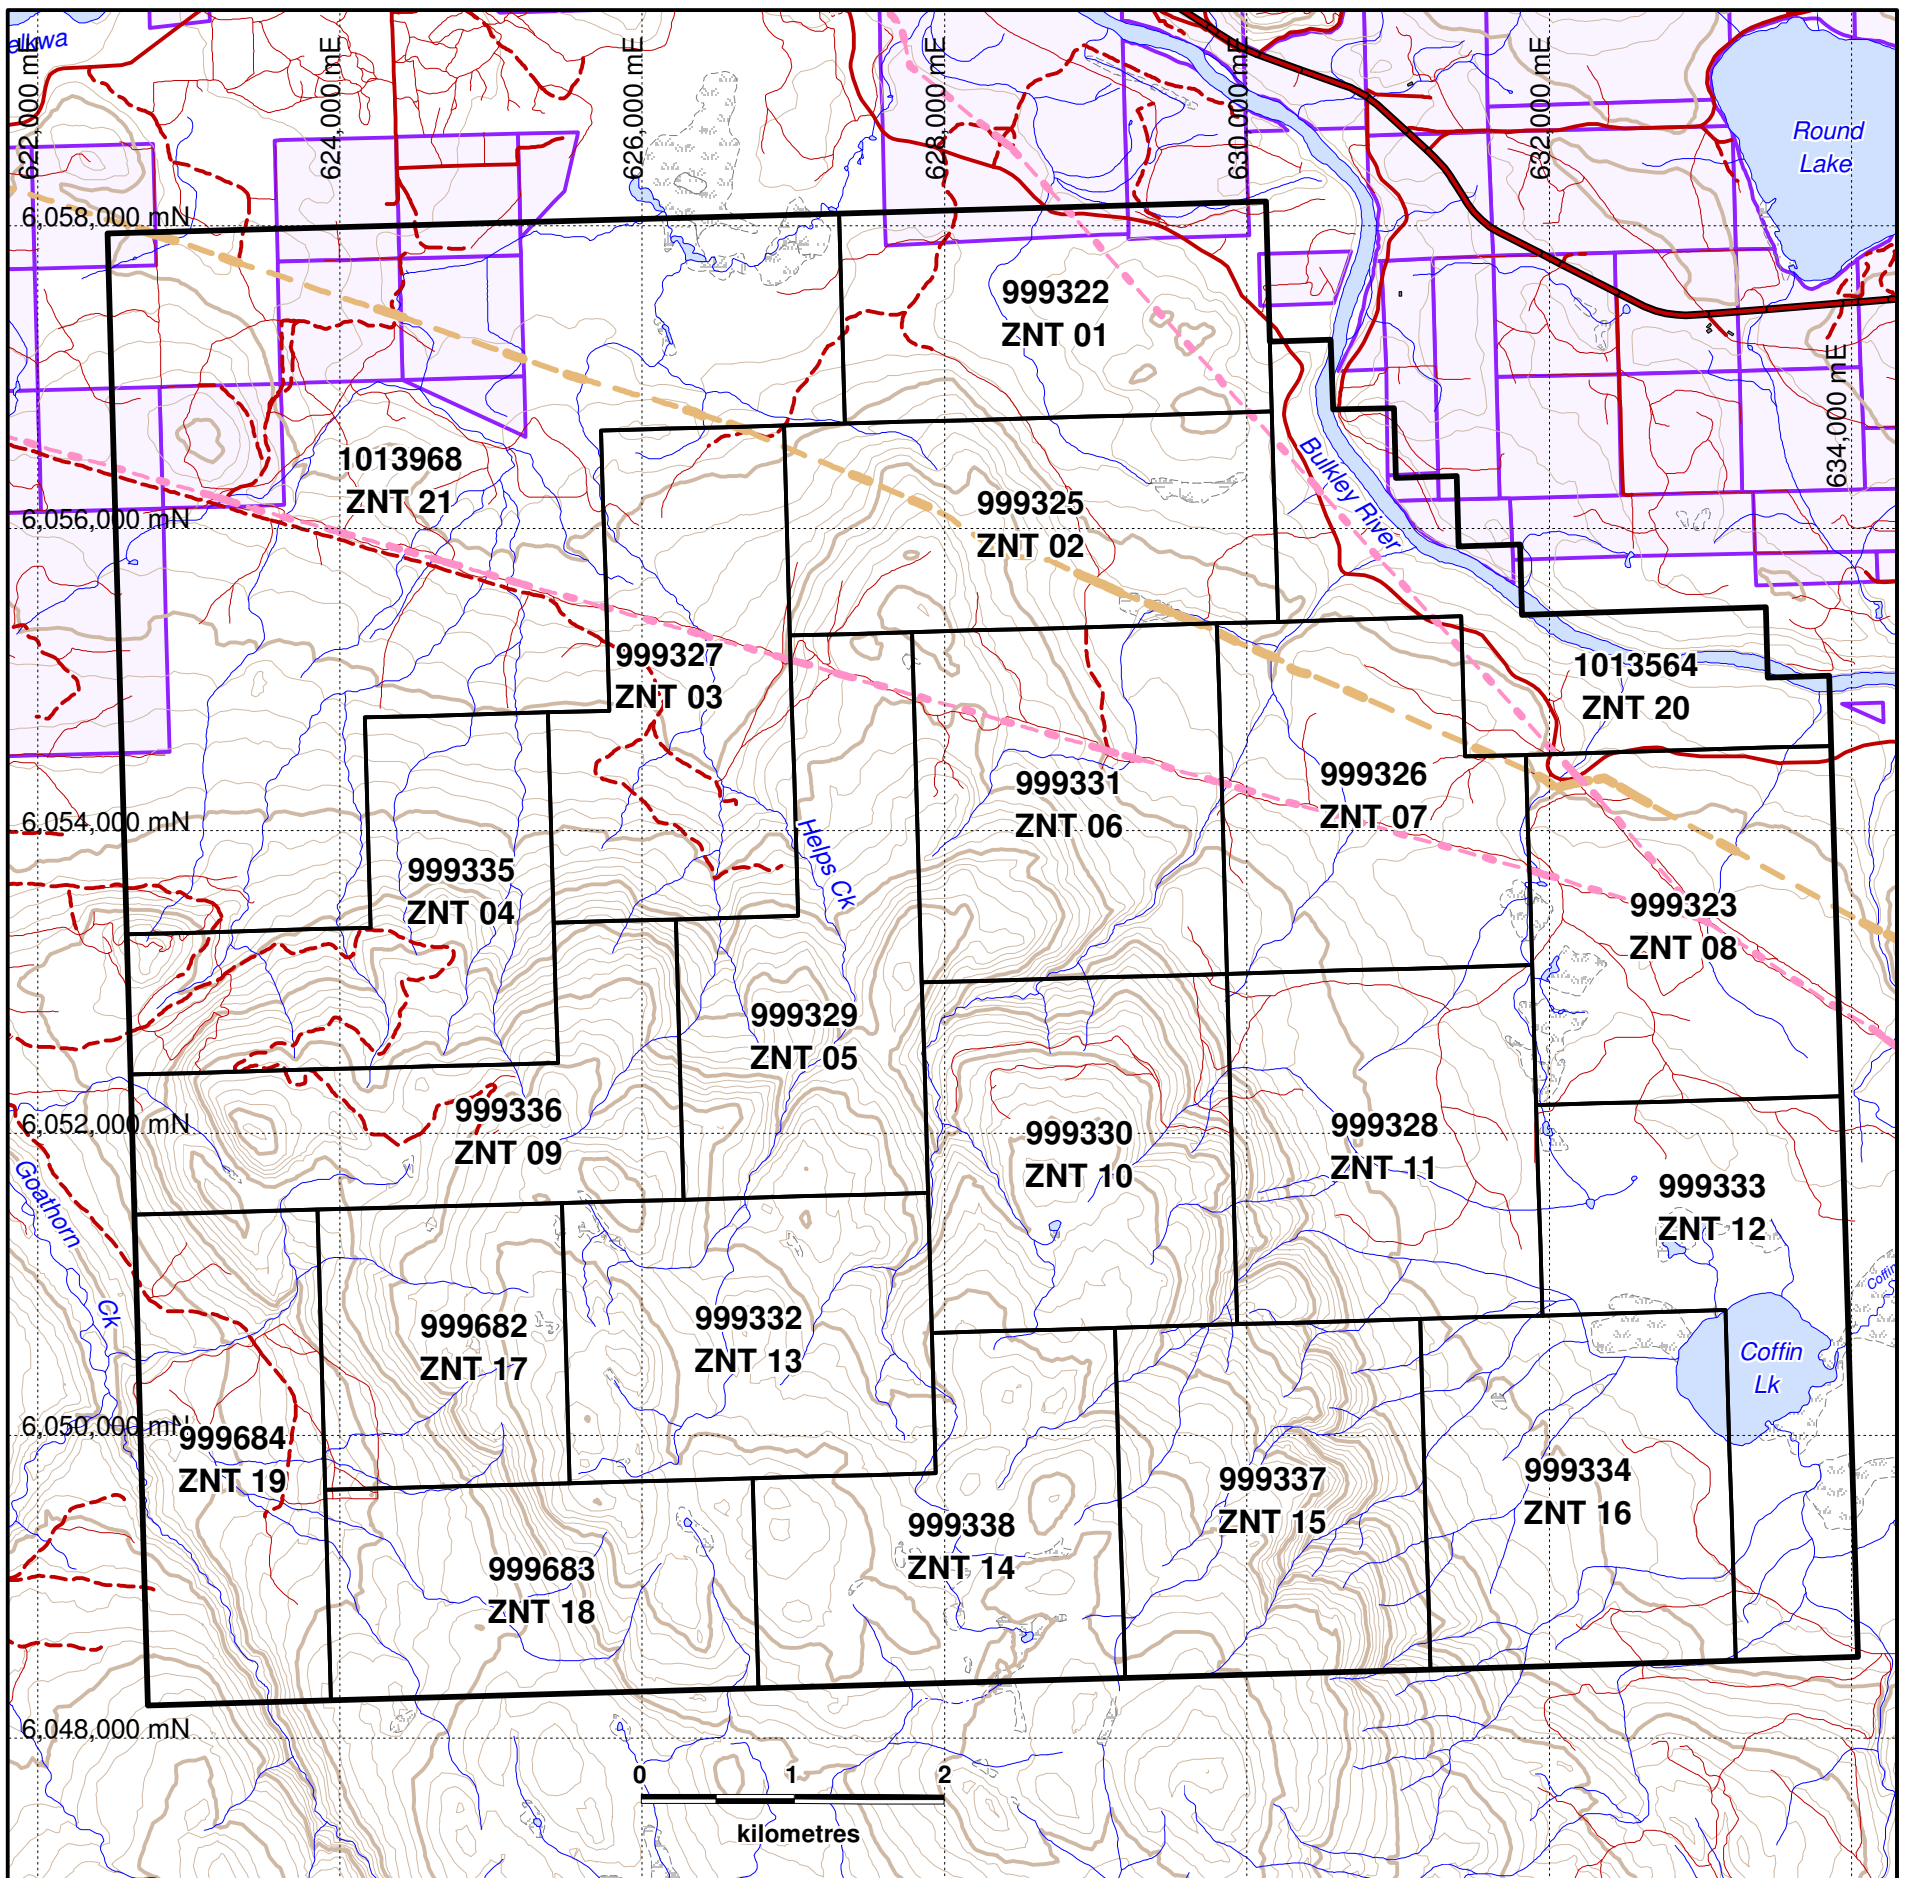 elkwa
622,000 mE
624,000 mE
626,000 mE
628,000 mE
630,000 mE
632,000 mE
634,000 mE
Round
Lake
6,058,000 mN
999322
ZNT 01
1013968
ZNT 21
Bulkley River
999325
ZNT 02
6,056,000 mN
999327
ZNT 03
1013564
ZNT 20
999331
ZNT 06
999326
ZNT 07
6,054,000 mN
Helps Ck
999335
ZNT 04
999323
ZNT 08
999329
ZNT 05
999336
ZNT 09
6,052,000 mN
999330
ZNT 10
999328
ZNT 11
Goathorn
Ck
999333
ZNT 12
Coffin
999682
ZNT 17
999332
ZNT 13
Coffin
Lk
6,050,000 mN
999684
ZNT 19
999337
ZNT 15
999334
ZNT 16
999338
ZNT 14
999683
ZNT 18
6,048,000 mN
0 1 2
kilometres